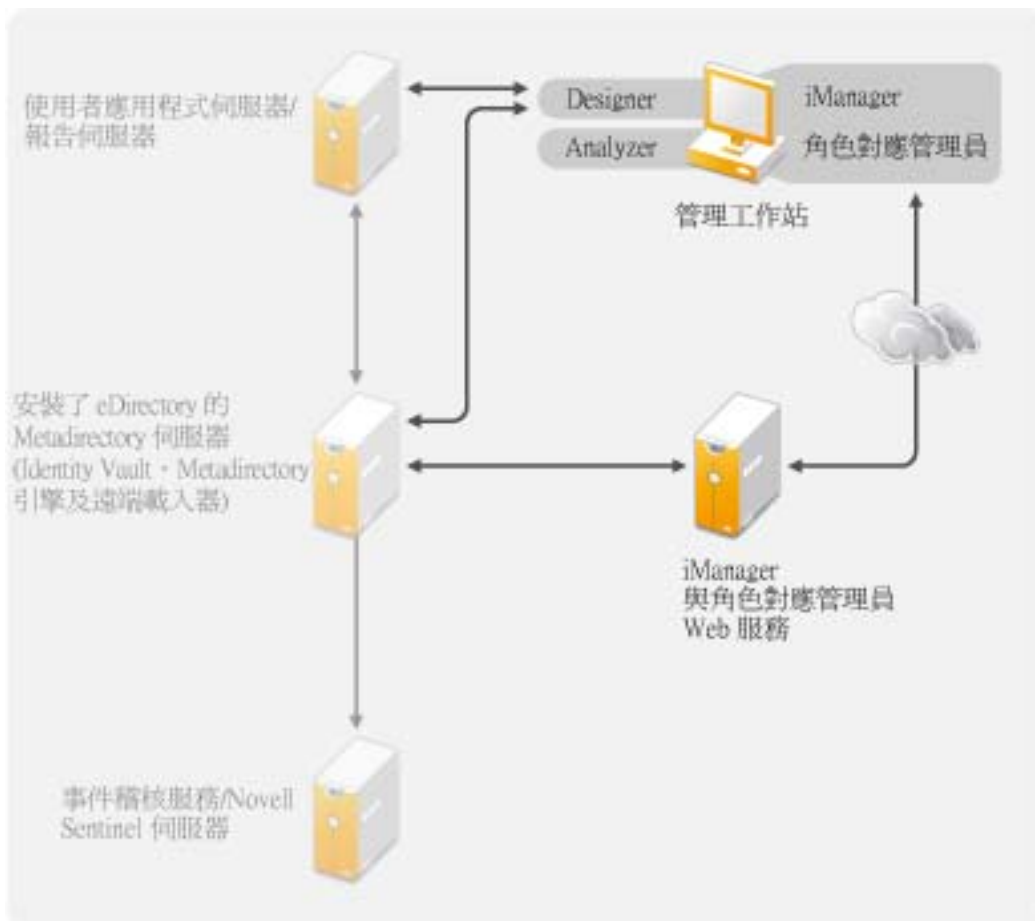 使用者應用程式伺服器/
報告伺服器
Designer
Analyzer
iManager
角色對應管理員
管理工作站
安裝了 eDirectory 的
Metadirectory 伺服器
(Identity Vault、Metadirectory
引擎及遠端載入器)
iManager
與角色對應管理員
Web 服務
事件稽核服務/Novell
Sentinel 伺服器